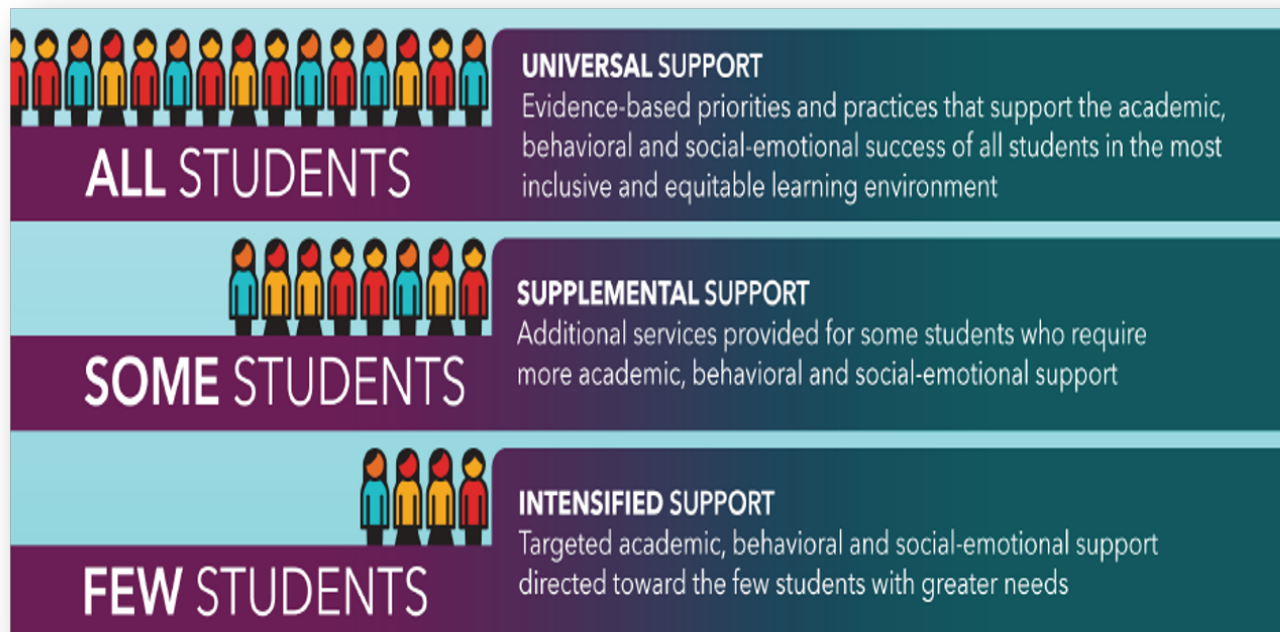 ALL STUDENTS
UNIVERSAL SUPPORT
Evidence-based priorities and practices that support the academic,
behavioral and social-emotional success of all students in the most
inclusive and equitable learning environment
SOME STUDENTS
SUPPLEMENTAL SUPPORT
Additional services provided for some students who require
more academic, behavioral and social-emotional support
FEW STUDENTS
INTENSIFIED SUPPORT
Targeted academic, behavioral and social-emotional support
directed toward the few students with greater needs